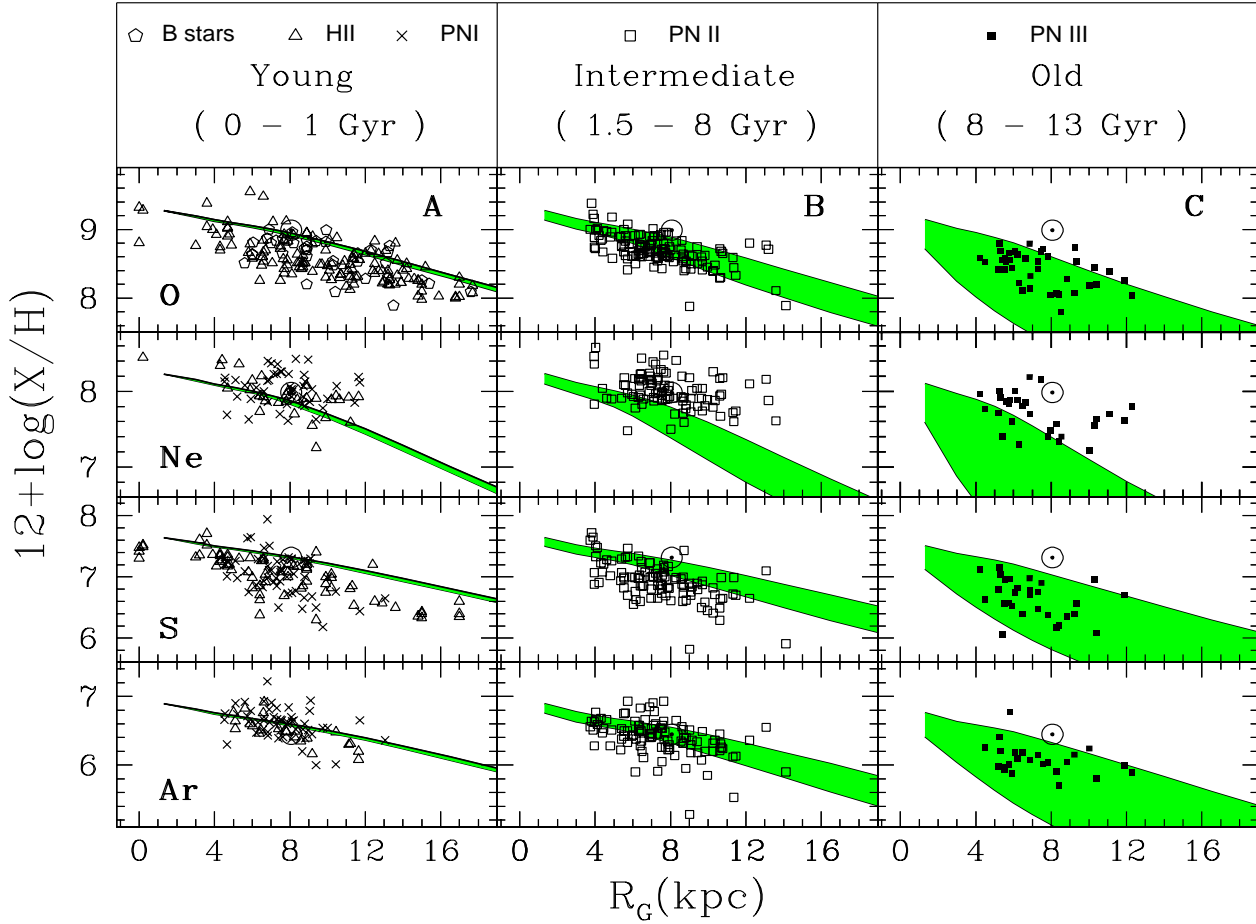 B stars HII PNI PN II PN III
Young Intermediate Old
( 0 – 1 Gyr ) ( 1.5 – 8 Gyr ) ( 8 – 13 Gyr )
A B C
9
8
O
8
7
Ne
8
7
6
S
7
6
Ar
12+log(X/H)
0 4 8 12 16 0 4 8 12 16 0 4 8 12 16
R_G(kpc)